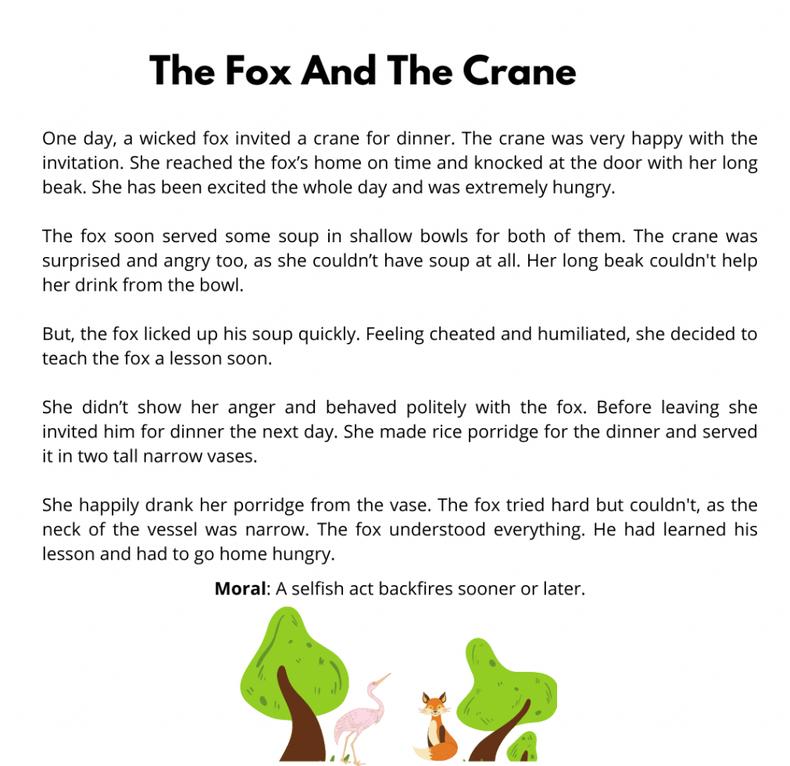 The Fox And The Crane
One day, a wicked fox invited a crane for dinner. The crane was very happy with the
invitation. She reached the fox’s home on time and knocked at the door with her long
beak. She has been excited the whole day and was extremely hungry.
The fox soon served some soup in shallow bowls for both of them. The crane was
surprised and angry too, as she couldn’t have soup at all. Her long beak couldn't help
her drink from the bowl.
But, the fox licked up his soup quickly. Feeling cheated and humiliated, she decided to
teach the fox a lesson soon.
She didn’t show her anger and behaved politely with the fox. Before leaving she
invited him for dinner the next day. She made rice porridge for the dinner and served
it in two tall narrow vases.
She happily drank her porridge from the vase. The fox tried hard but couldn't, as the
neck of the vessel was narrow. The fox understood everything. He had learned his
lesson and had to go home hungry.
Moral: A selfish act backfires sooner or later.